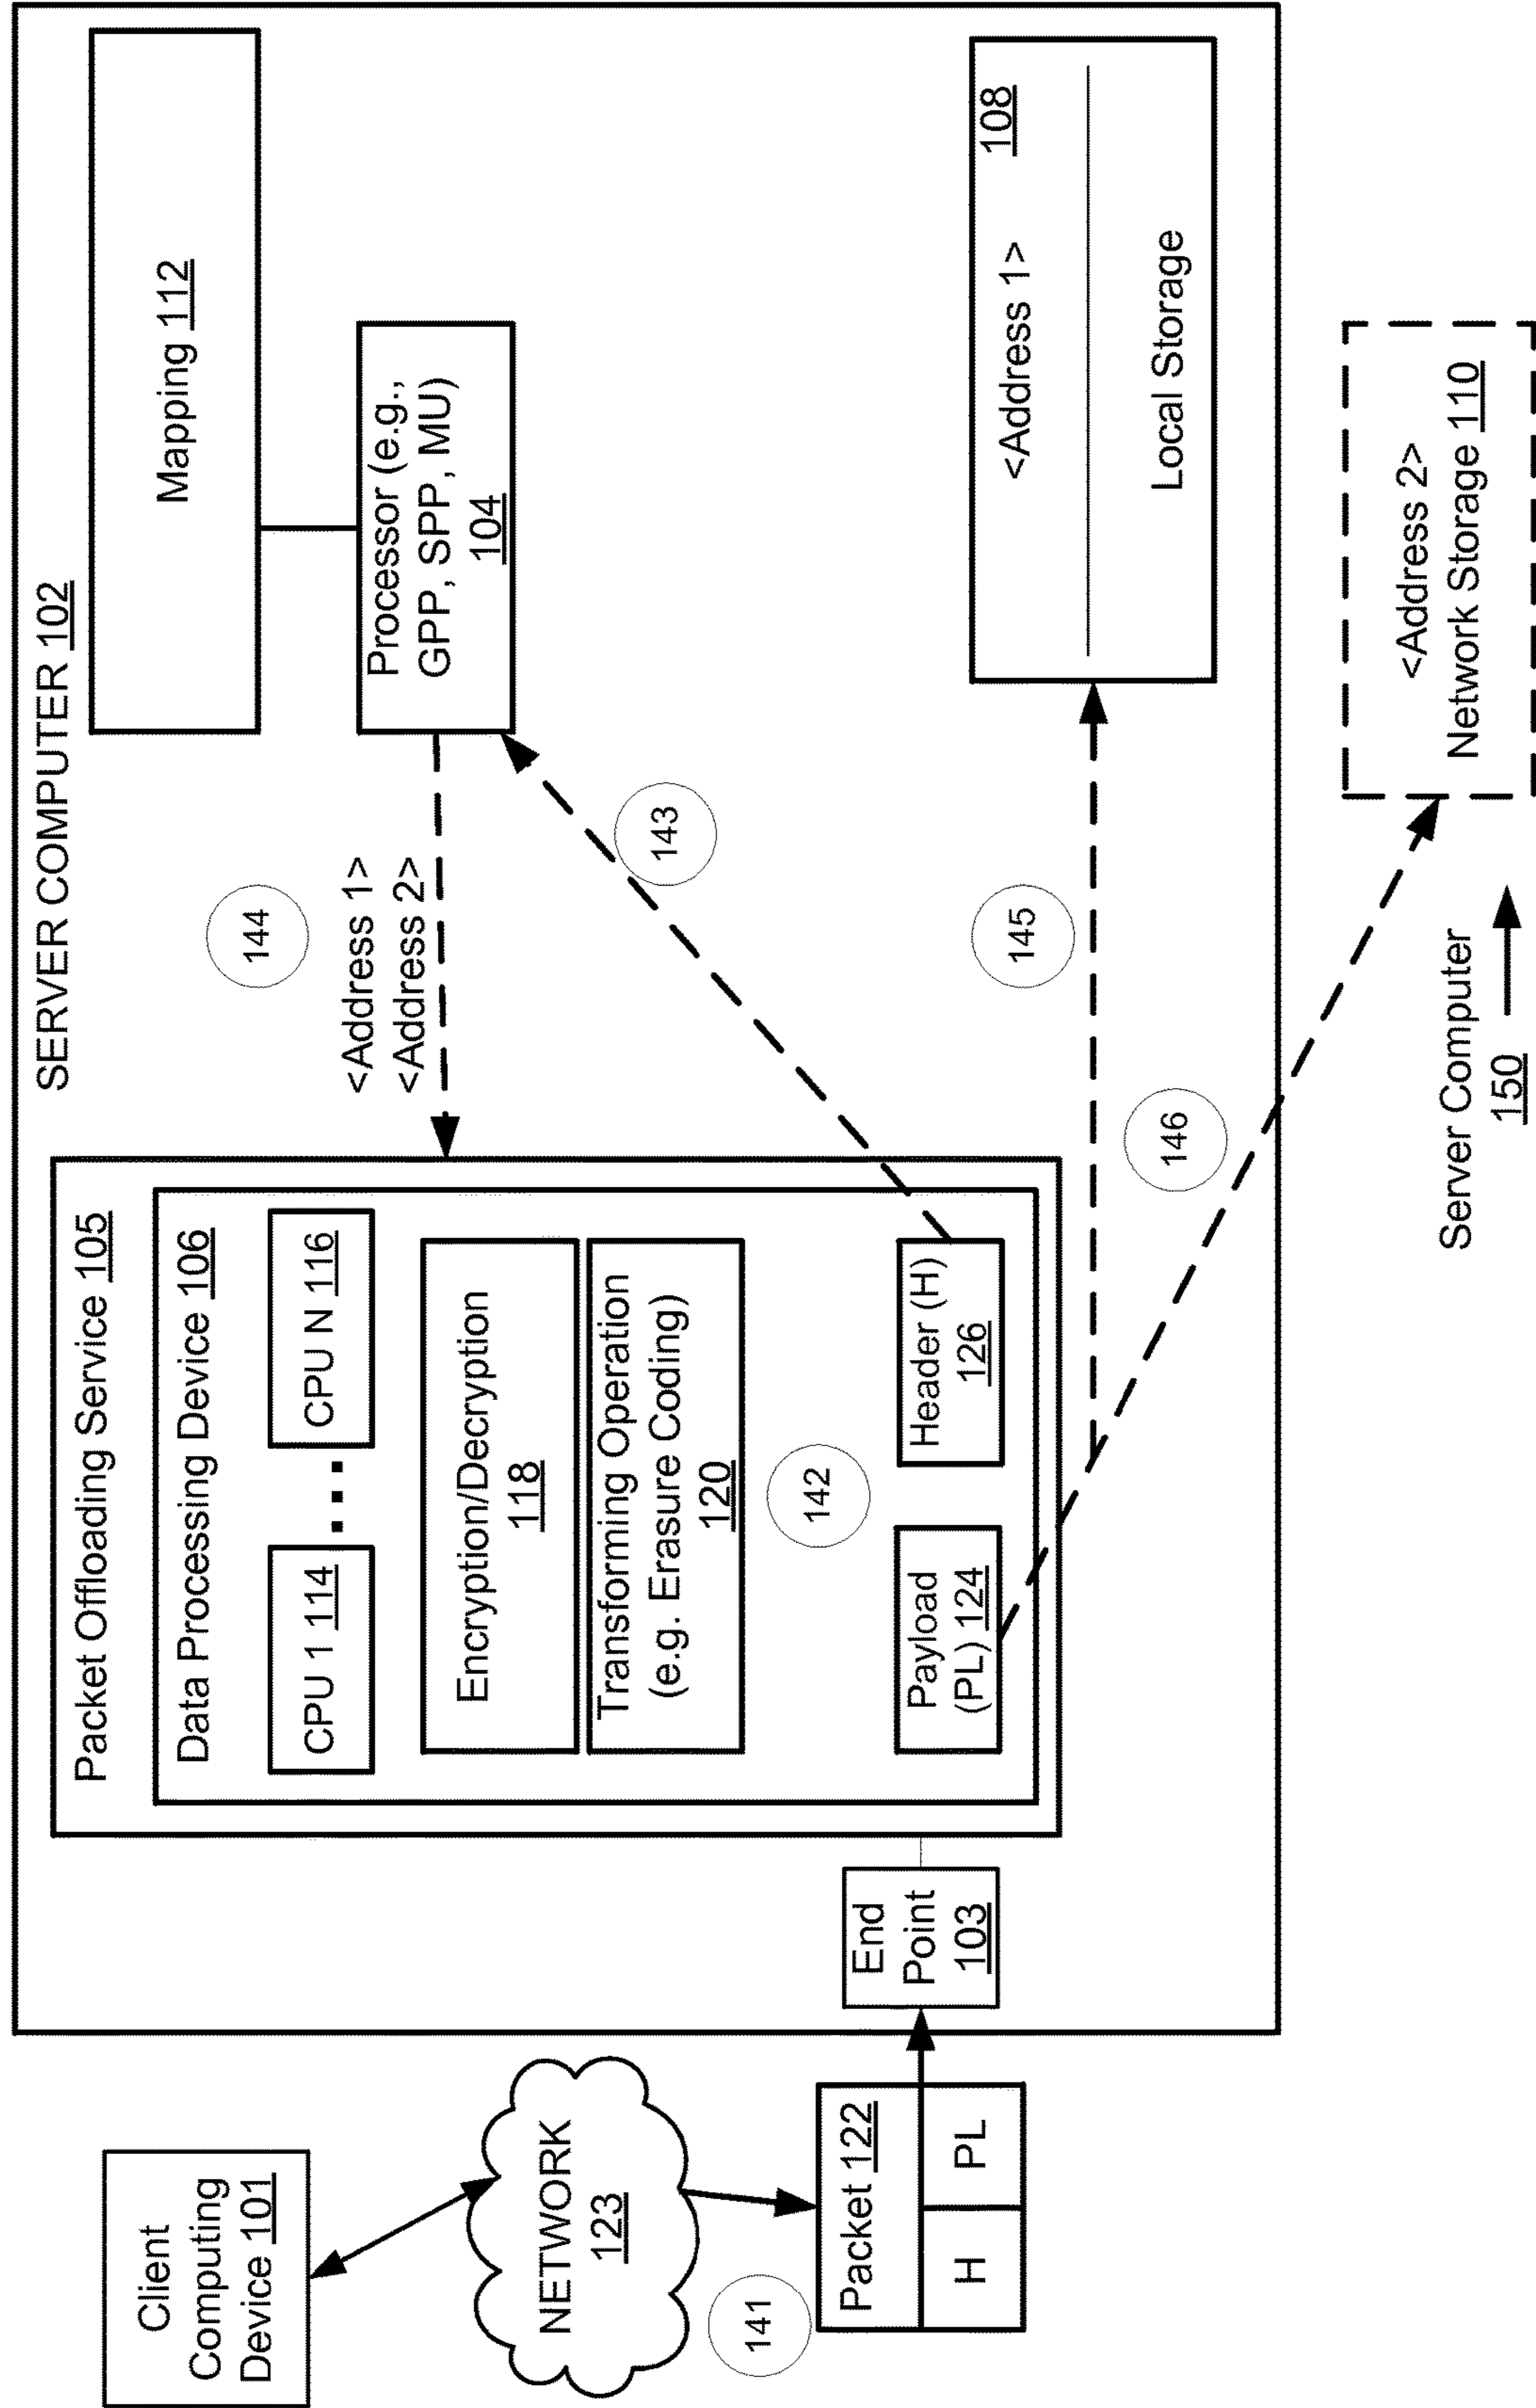 SERVER COMPUTER 102
Client
Computing
Device 101
NETWORK
123
141
Packet 122
H
PL
End
Point
103
Packet Offloading Service 105
Data Processing Device 106
CPU 1 114
CPU N 116
Encryption/Decryption
118
Transforming Operation
(e.g. Erasure Coding)
120
142
Payload
(PL) 124
Header (H)
126
144
<Address 1>
<Address 2>
143
145
146
Mapping 112
Processor (e.g.,
GPP, SPP, MU)
104
108
<Address 1>
Local Storage
<Address 2>
Network Storage 110
Server Computer
150